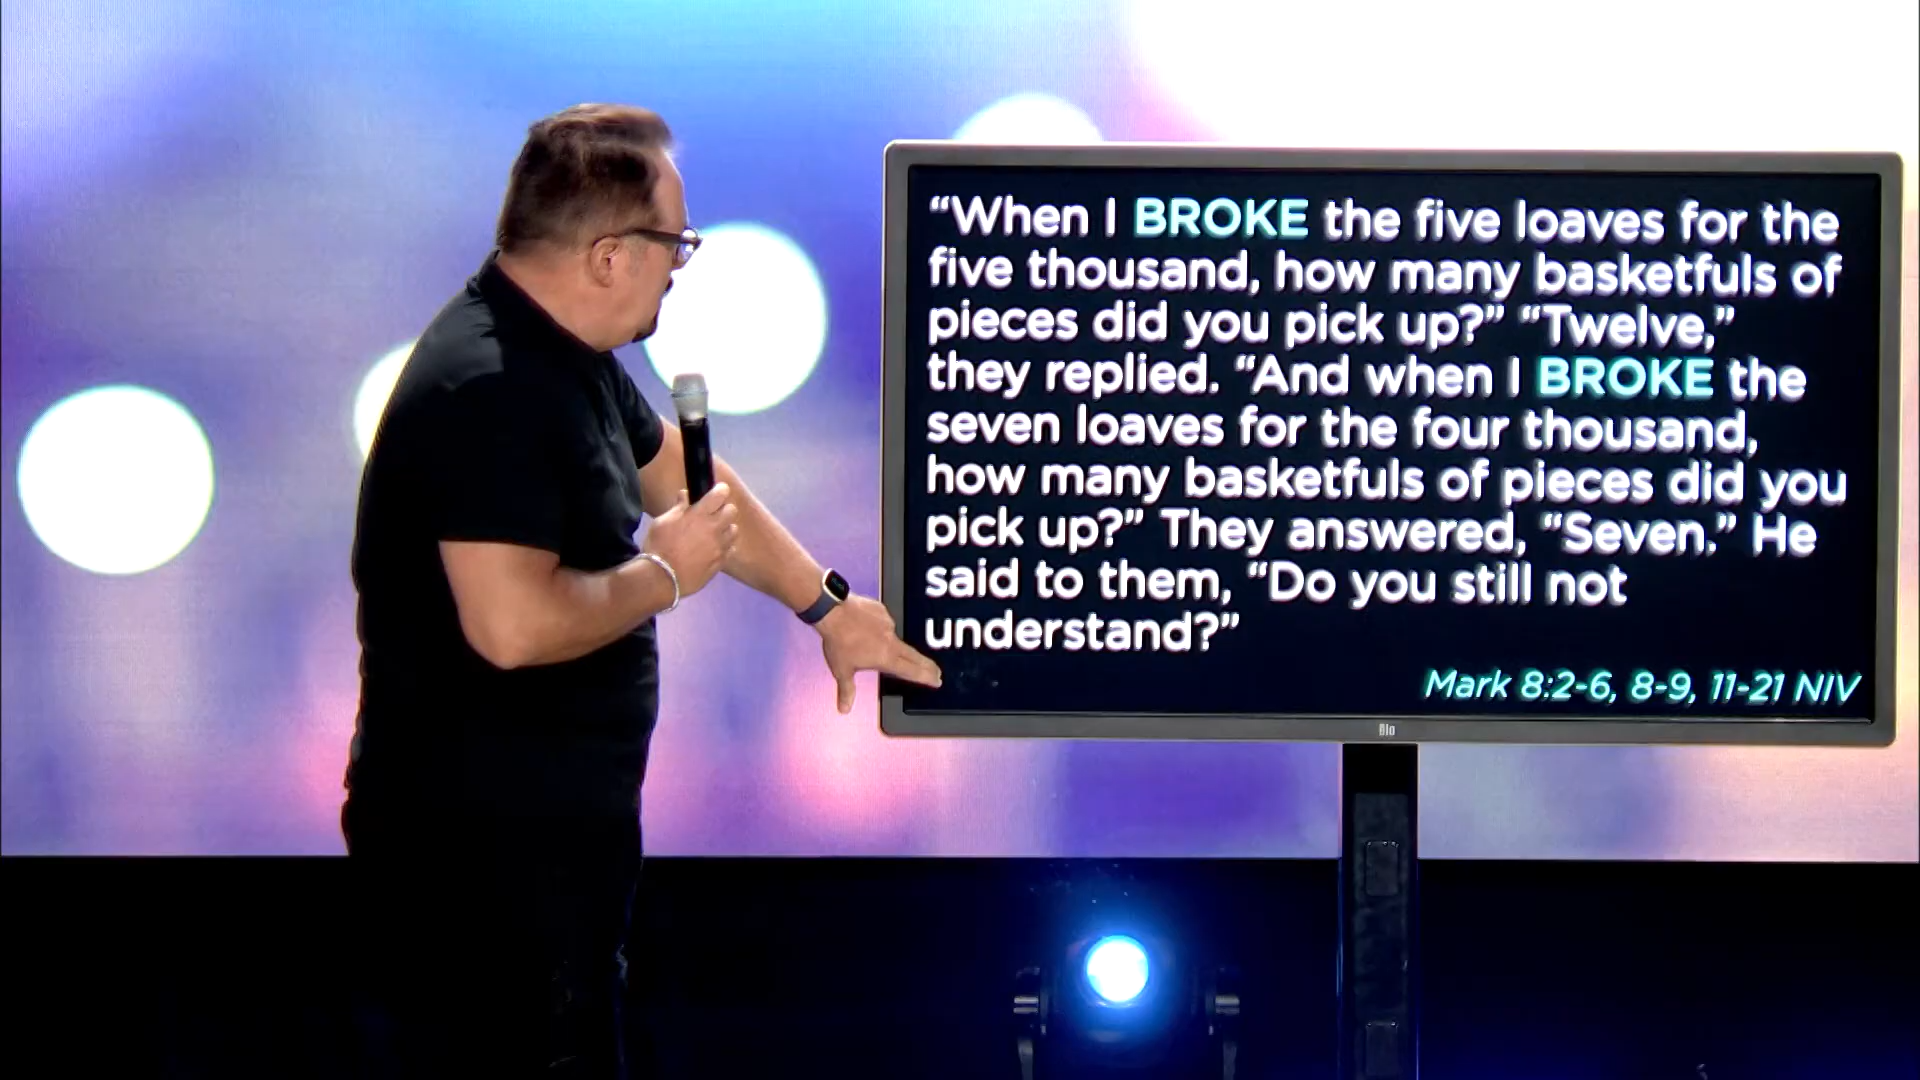 “When I BROKE the five loaves for the
five thousand, how many basketfuls of
pieces did you pick up?” “Twelve,”
they replied. “And when I BROKE the
seven loaves for the four thousand,
how many basketfuls of pieces did you
pick up?” They answered, “Seven.” He
said to them, “Do you still not
understand?”
Mark 8:2-6, 8-9, 11-21 NIV